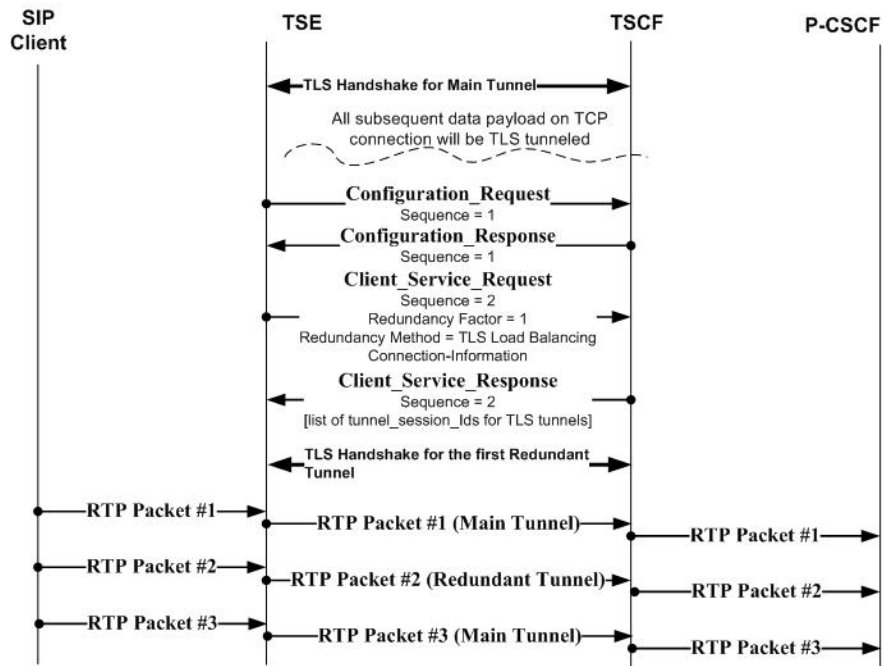 SIP
Client
TSE
TSCF
P-CSCF
TLS Handshake for Main Tunnel
All subsequent data payload on TCP
connection will be TLS tunneled
Configuration_Request
Sequence = 1
Configuration_Response
Sequence = 1
Client_Service_Request
Sequence = 2
Redundancy Factor = 1
Redundancy Method = TLS Load Balancing
Connection-Information
Client_Service_Response
Sequence = 2
[list of tunnel_session_Ids for TLS tunnels]
TLS Handshake for the first Redundant
Tunnel
RTP Packet #1
RTP Packet #1 (Main Tunnel)
RTP Packet #1
RTP Packet #2
RTP Packet #2 (Redundant Tunnel)
RTP Packet #2
RTP Packet #3
RTP Packet #3 (Main Tunnel)
RTP Packet #3